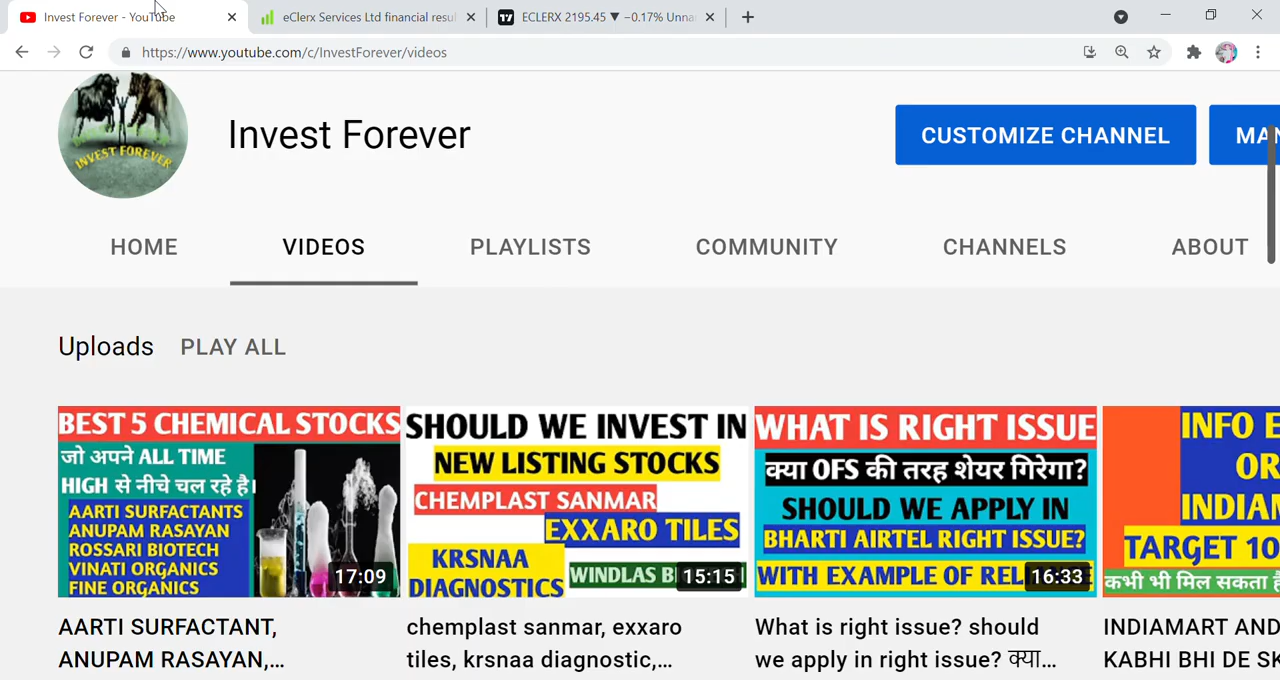 Invest Forever - YouTube
eClerx Services Ltd financial resul
ECLERX 2195.45 ▼ −0.17% Unna
https://www.youtube.com/c/InvestForever/videos
INVEST FOREVER
Invest Forever
CUSTOMIZE CHANNEL
MAN
HOME
VIDEOS
PLAYLISTS
COMMUNITY
CHANNELS
ABOUT
Uploads
PLAY ALL
BEST 5 CHEMICAL STOCKS
जो अपने ALL TIME
HIGH से नीचे चल रहे है।
AARTI SURFACTANTS
ANUPAM RASAYAN
ROSSARI BIOTECH
VINATI ORGANICS
FINE ORGANICS
17:09
AARTI SURFACTANT,
ANUPAM RASAYAN,...
SHOULD WE INVEST IN
NEW LISTING STOCKS
CHEMPLAST SANMAR
EXXARO TILES
KRSNAA
DIAGNOSTICS
WINDLAS BI
15:15
chemplast sanmar, exxaro
tiles, krsnaa diagnostic,...
WHAT IS RIGHT ISSUE
क्या OFS की तरह शेयर गिरेगा?
SHOULD WE APPLY IN
BHARTI AIRTEL RIGHT ISSUE?
WITH EXAMPLE OF REL
16:33
What is right issue? should
we apply in right issue? क्या...
INFO E
OR
INDIAN
TARGET 10
कभी भी मिल सकता है
INDIAMART AND
KABHI BHI DE SK